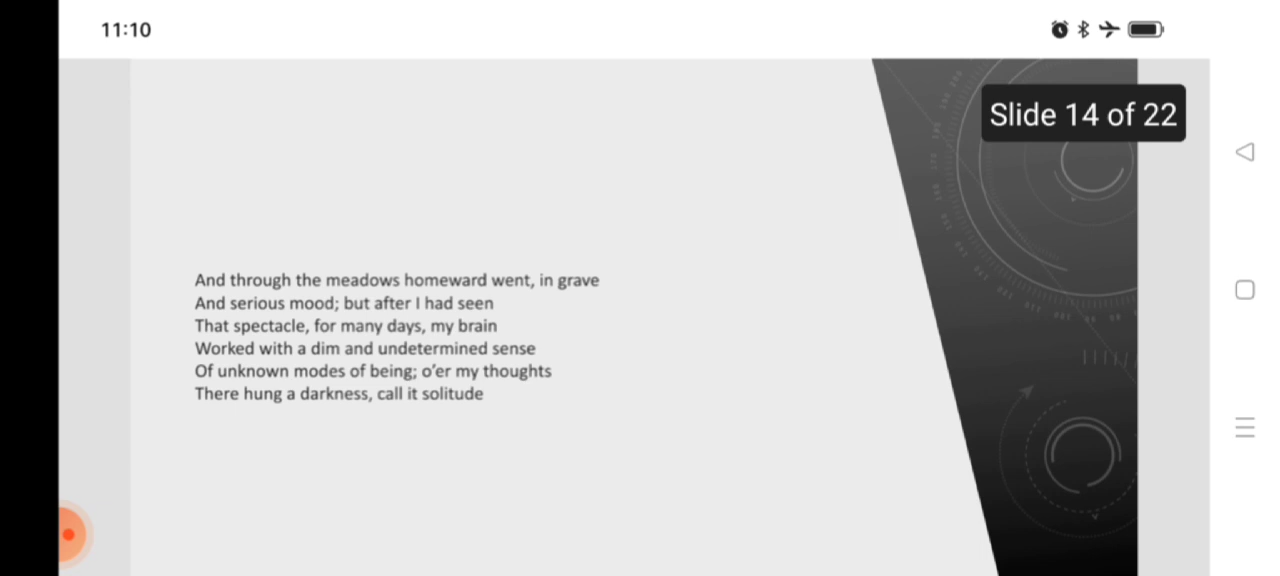 11:10
Slide 14 of 22
And through the meadows homeward went, in grave
And serious mood; but after I had seen
That spectacle, for many days, my brain
Worked with a dim and undetermined sense
Of unknown modes of being; o’er my thoughts
There hung a darkness, call it solitude